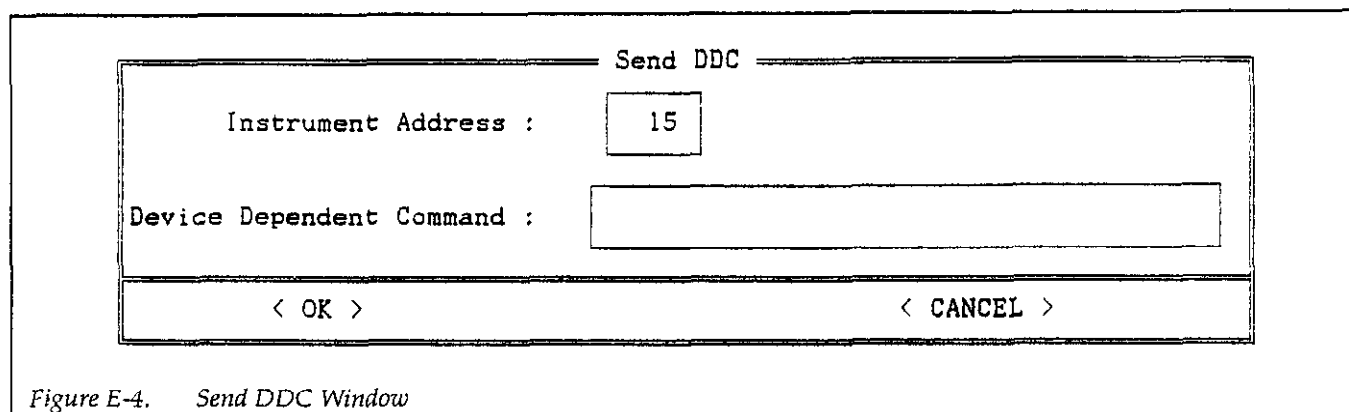 Send DDC
Instrument Address : 15
Device Dependent Command :
< OK > < CANCEL >
Figure E-4. Send DDC Window